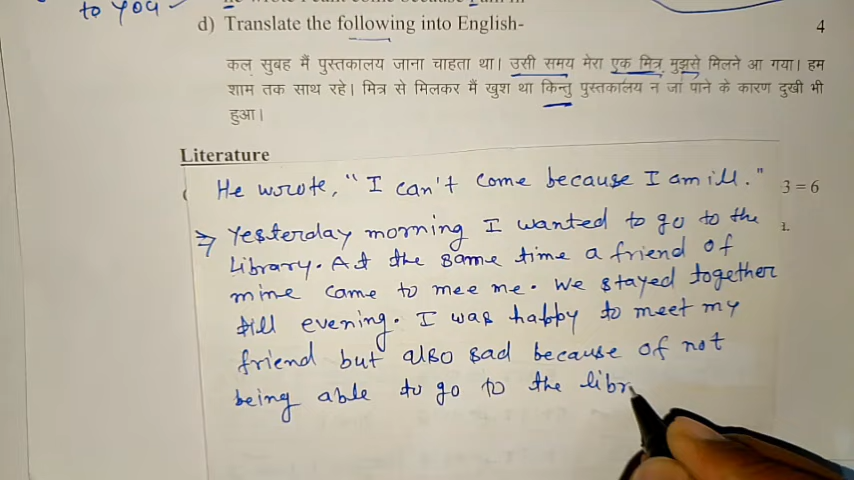 to you
d) Translate the following into English-
4
कल सुबह मैं पुस्तकालय जाना चाहता था। उसी समय मेरा एक मित्र मुझसे मिलने आ गया। हम
शाम तक साथ रहे। मित्र से मिलकर मैं खुश था किन्तु पुस्तकालय न जा पाने के कारण दुखी भी
हुआ।
Literature
He wrote, "I can't come because I am ill."
3 = 6
⇒ Yesterday morning I wanted to go to the
library. At the same time a friend of
mine came to mee me. We stayed together
till evening. I was happy to meet my
friend but also sad because of not
being able to go to the libr